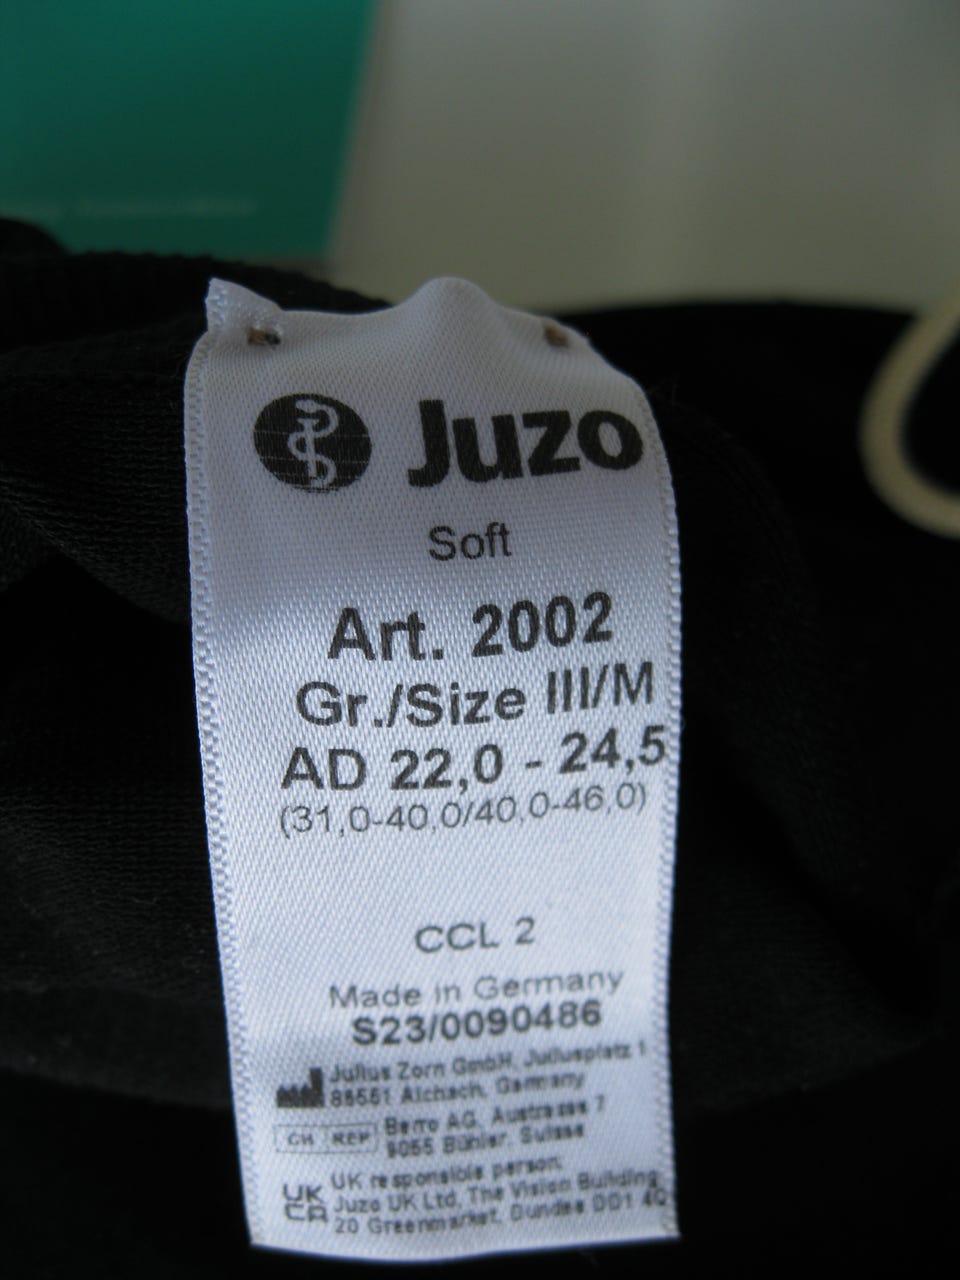 Juzo
Soft
Art. 2002
Gr./Size III/M
AD 22,0 - 24,5
(31,0-40,0/40,0-46,0)
CCL 2
Made in Germany
S23/0090486
Julius Zorn GmbH, Juliusplatz 1
86551 Aichach, Germany
CH REP
Berro AG, Austrasse 7
9055 Bühler, Suisse
UK responsible person:
UK
CA
Juzo UK Ltd, The Vision Building
20 Greenmarket, Dundee DD1 4Q